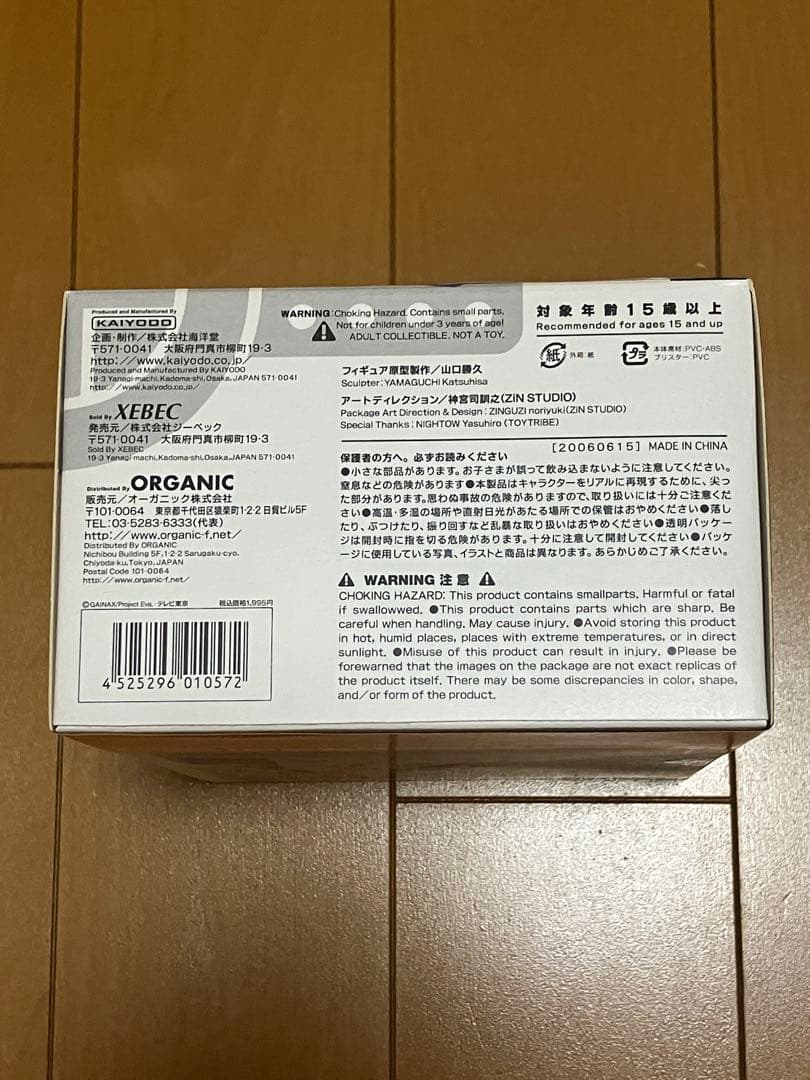 Produced and Manufactured By
KAIYODO
企画・制作/株式会社海洋堂
〒571-0041 大阪府門真市柳町19-3
http://www.kaiyodo.co.jp/
Produced and Manufactured By KAIYODO
19-3 Yanagi-machi, Kadoma-shi, Osaka, JAPAN 571-0041
http://www.kaiyodo.co.jp/
Sold By XEBEC
発売元/株式会社ジーベック
〒571-0041 大阪府門真市柳町19-3
Sold By XEBEC
19-3 Yanagi-machi, Kadoma-shi, Osaka, JAPAN 571-0041
Distributed By ORGANIC
販売元/オーガニック株式会社
〒101-0064 東京都千代田区猿楽町1-2-2 日貿ビル5F
TEL:03-5283-6333(代表)
http://www.organic-f.net/
Distributed By ORGANIC
Nichibou Building 5F, 1-2-2 Sarugaku-cyo,
Chiyoda-ku, Tokyo, JAPAN
Postal Code 101-0064
http://www.organic-f.net/
©GAINAX/Project Eva.・テレビ東京 税込価格1,995円
4 525296 010572
WARNING:Choking Hazard. Contains small parts.
Not for children under 3 years of age!
ADULT COLLECTIBLE, NOT A TOY.
対象年齢15歳以上
Recommended for ages 15 and up
紙 外箱:紙
プラ 本体素材:PVC・ABS
ブリスター:PVC
フィギュア原型製作/山口勝久
Sculpter:YAMAGUCHI Katsuhisa
アートディレクション/神宮司訓之(ZiN STUDIO)
Package Art Direction & Design : ZINGUZI noriyuki(ZiN STUDIO)
Special Thanks : NIGHTOW Yasuhiro (TOYTRIBE)
[20060615] MADE IN CHINA
保護者の方へ。必ずお読みください
●小さな部品があります。お子さまが誤って飲み込まないように注意してください。
窒息などの危険があります●本製品はキャラクターをリアルに再現するために、尖っ
た部分があります。思わぬ事故の危険がありますので、取り扱いには十分ご注意くだ
さい●高温・多湿の場所や直射日光があたる場所での保管はおやめください●落し
たり、ぶつけたり、振り回すなど乱暴な取り扱いはおやめください●透明パッケー
ジは開封時に指を切る危険があります。十分に注意して開封してください●パッケ
ージに使用している写真、イラストと商品は異なります。あらかじめご了承ください。
WARNING 注意
CHOKING HAZARD: This product contains smallparts. Harmful or fatal
if swallowwed. ●This product contains parts which are sharp. Be
careful when handling. May cause injury. ●Avoid storing this product
in hot, humid places, places with extreme temperatures, or in direct
sunlight. ●Misuse of this product can result in injury. ●Please be
forewarned that the images on the package are not exact replicas of
the product itself. There may be some discrepancies in color, shape,
and/or form of the product.